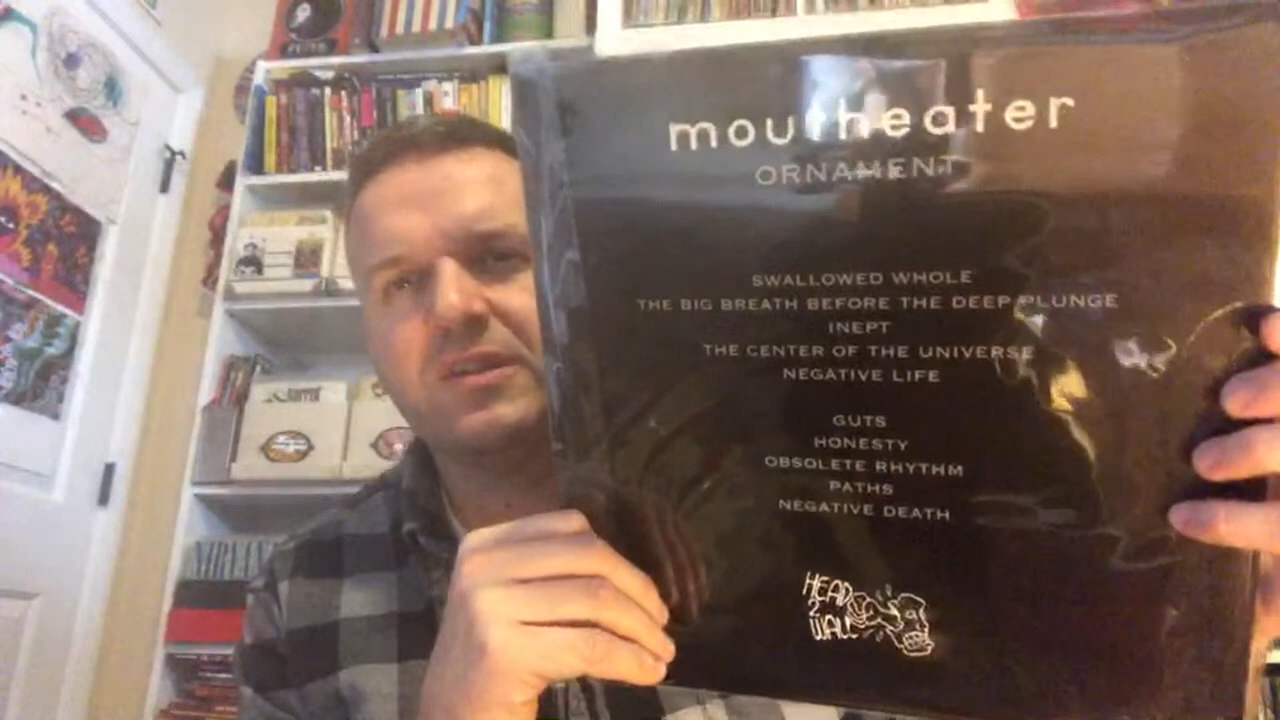 moutheater
ORNAMENT
SWALLOWED WHOLE
THE BIG BREATH BEFORE THE DEEP PLUNGE
INEPT
THE CENTER OF THE UNIVERSE
NEGATIVE LIFE
GUTS
HONESTY
OBSOLETE RHYTHM
PATHS
NEGATIVE DEATH
HEAD
2
WALL